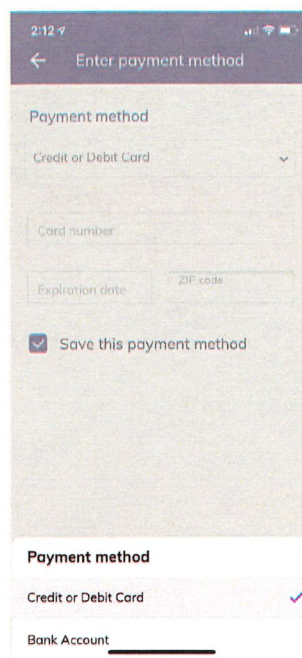 2:12
Enter payment method
Payment method
Credit or Debit Card
Card number
Expiration date
ZIP code
Save this payment method
Payment method
Credit or Debit Card
Bank Account